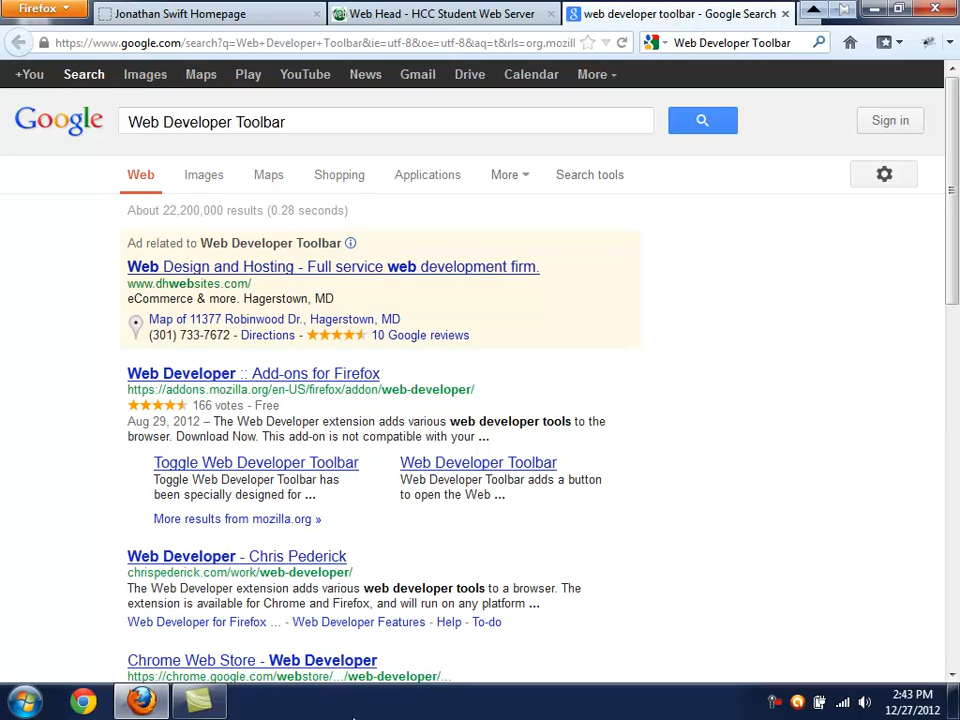 Firefox
Jonathan Swift Homepage
Web Head - HCC Student Web Server
web developer toolbar - Google Search
https://www.google.com/search?q=Web+Developer+Toolbar&ie=utf-8&oe=utf-8&aq=t&rls=org.mozill
Web Developer Toolbar
+You Search Images Maps Play YouTube News Gmail Drive Calendar More
Google
Web Developer Toolbar
Sign in
Web Images Maps Shopping Applications More Search tools
About 22,200,000 results (0.28 seconds)
Ad related to Web Developer Toolbar
Web Design and Hosting - Full service web development firm.
www.dhwebsites.com/
eCommerce & more. Hagerstown, MD
Map of 11377 Robinwood Dr., Hagerstown, MD
(301) 733-7672 - Directions - 10 Google reviews
Web Developer :: Add-ons for Firefox
https://addons.mozilla.org/en-US/firefox/addon/web-developer/
166 votes - Free
Aug 29, 2012 – The Web Developer extension adds various web developer tools to the
browser. Download Now. This add-on is not compatible with your ...
Toggle Web Developer Toolbar
Toggle Web Developer Toolbar has
been specially designed for ...
Web Developer Toolbar
Web Developer Toolbar adds a button
to open the Web ...
More results from mozilla.org »
Web Developer - Chris Pederick
chrispederick.com/work/web-developer/
The Web Developer extension adds various web developer tools to a browser. The
extension is available for Chrome and Firefox, and will run on any platform ...
Web Developer for Firefox ... - Web Developer Features - Help - To-do
Chrome Web Store - Web Developer
https://chrome.google.com/webstore/.../web-developer/...
2:43 PM
12/27/2012